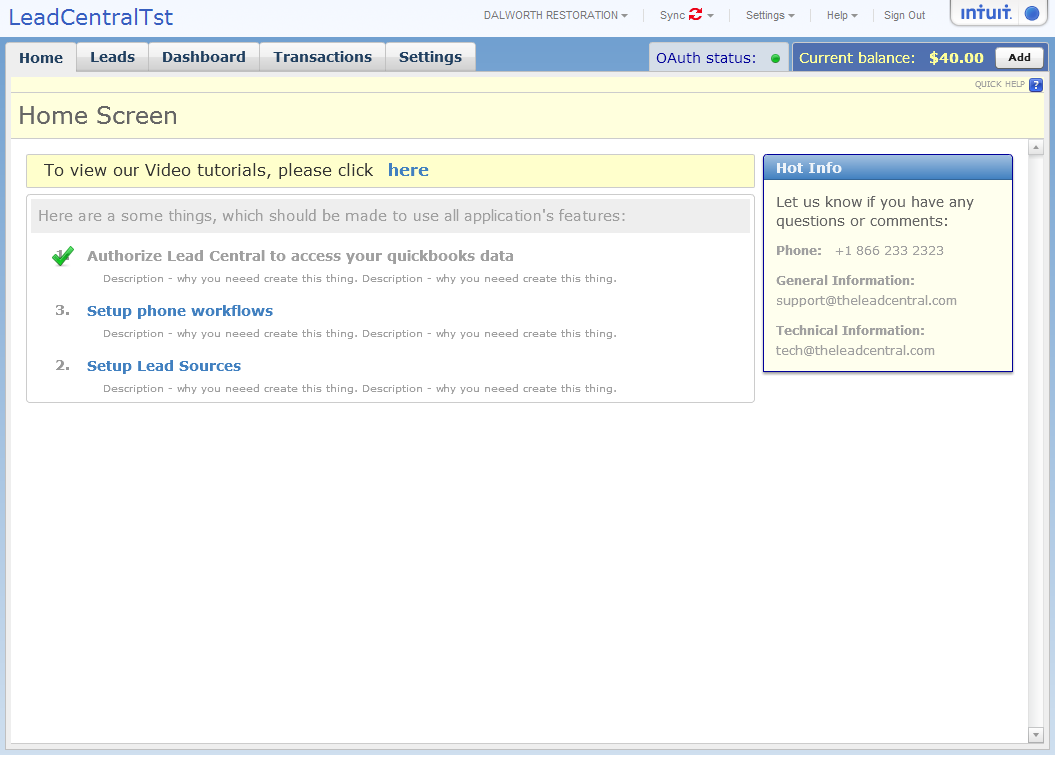 LeadCentralTst
DALWORTH RESTORATION
Sync
Settings
Help
Sign Out
intuit.
Home
Leads
Dashboard
Transactions
Settings
OAuth status:
Current balance: $40.00
Add
QUICK HELP ?
Home Screen
To view our Video tutorials, please click here
Here are a some things, which should be made to use all application's features:
Authorize Lead Central to access your quickbooks data
Description - why you neeed create this thing. Description - why you neeed create this thing.
3. Setup phone workflows
Description - why you neeed create this thing. Description - why you neeed create this thing.
2. Setup Lead Sources
Description - why you neeed create this thing. Description - why you neeed create this thing.
Hot Info
Let us know if you have any
questions or comments:
Phone: +1 866 233 2323
General Information:
support@theleadcentral.com
Technical Information:
tech@theleadcentral.com